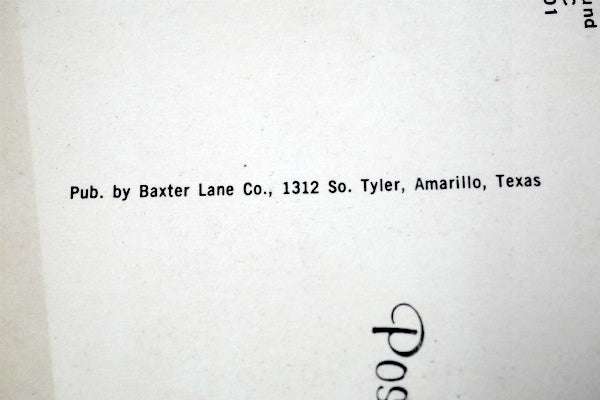 Pub. by Baxter Lane Co., 1312 So. Tyler, Amarillo, Texas